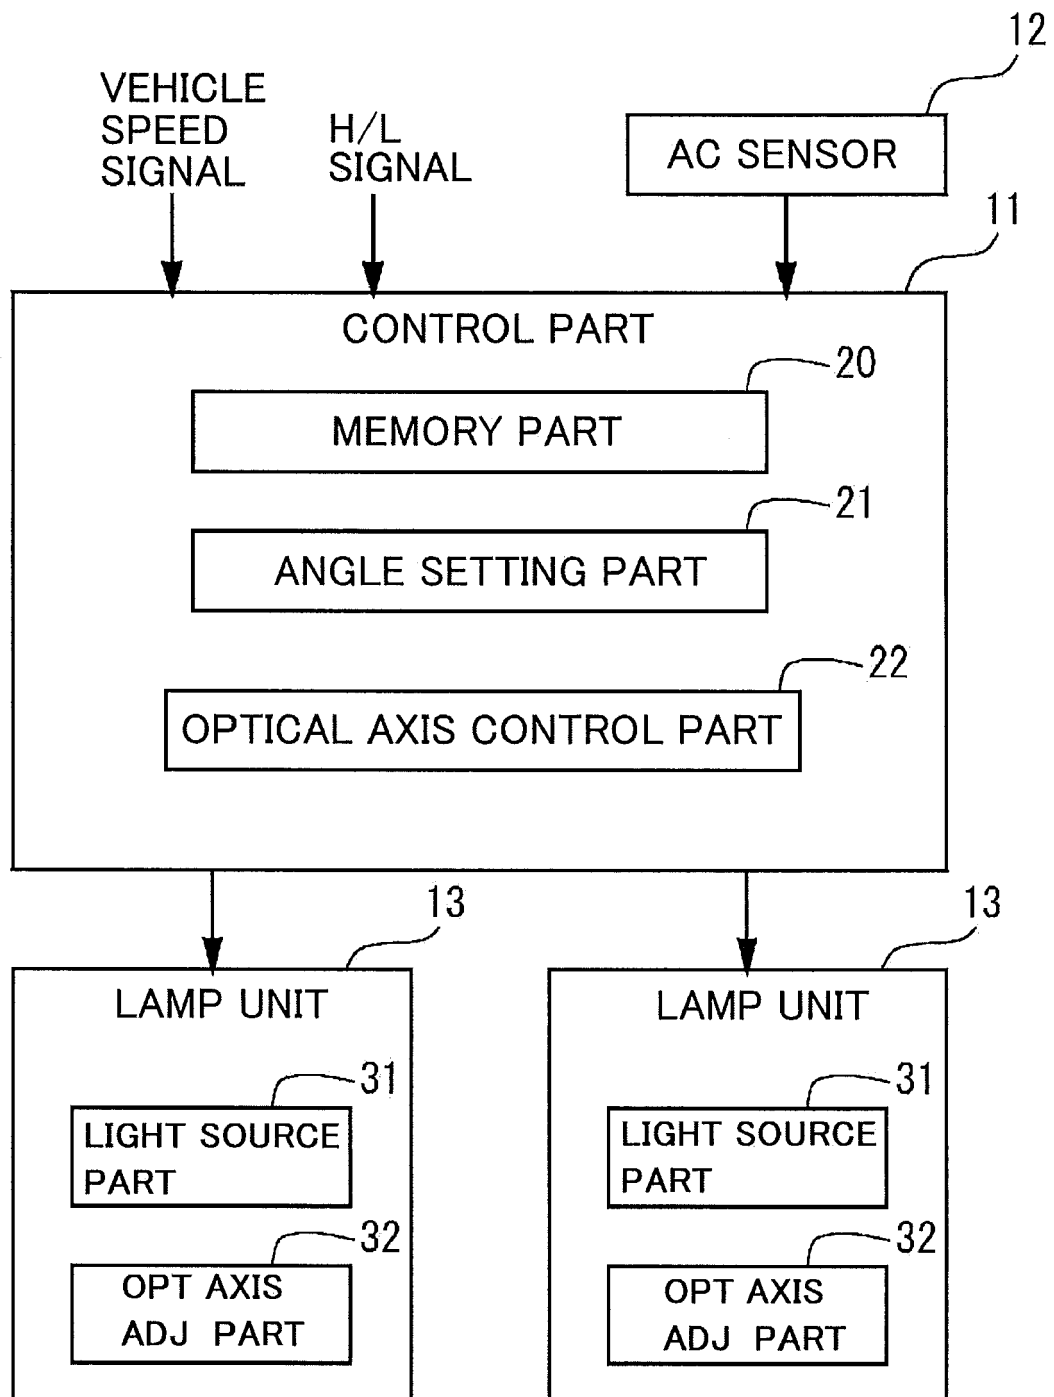 12
VEHICLE
SPEED
SIGNAL
H/L
SIGNAL
AC SENSOR
11
CONTROL PART
20
MEMORY PART
21
ANGLE SETTING PART
22
OPTICAL AXIS CONTROL PART
13
13
LAMP UNIT
LAMP UNIT
31
31
LIGHT SOURCE
PART
LIGHT SOURCE
PART
32
32
OPT AXIS
ADJ PART
OPT AXIS
ADJ PART